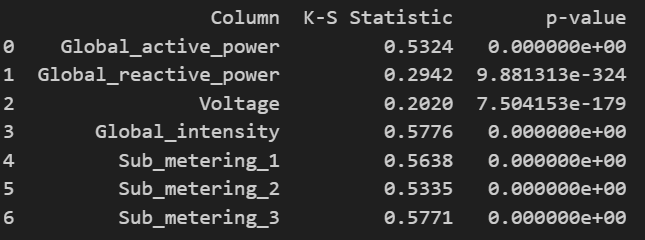 Column K-S Statistic p-value
0 Global_active_power 0.5324 0.000000e+00
1 Global_reactive_power 0.2942 9.881313e-324
2 Voltage 0.2020 7.504153e-179
3 Global_intensity 0.5776 0.000000e+00
4 Sub_metering_1 0.5638 0.000000e+00
5 Sub_metering_2 0.5335 0.000000e+00
6 Sub_metering_3 0.5771 0.000000e+00